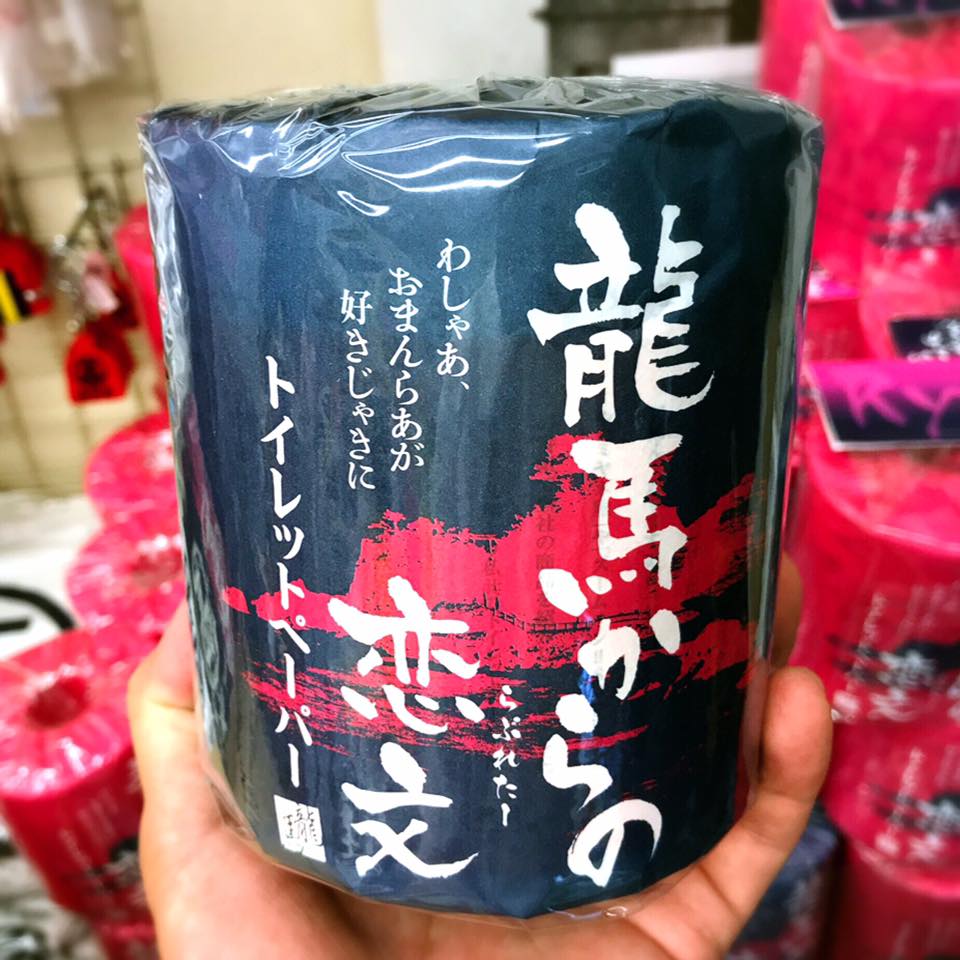 龍馬からの
恋文
らぶれたー
わしゃあ、
おまんらあが
好きじゃきに
トイレットペーパー